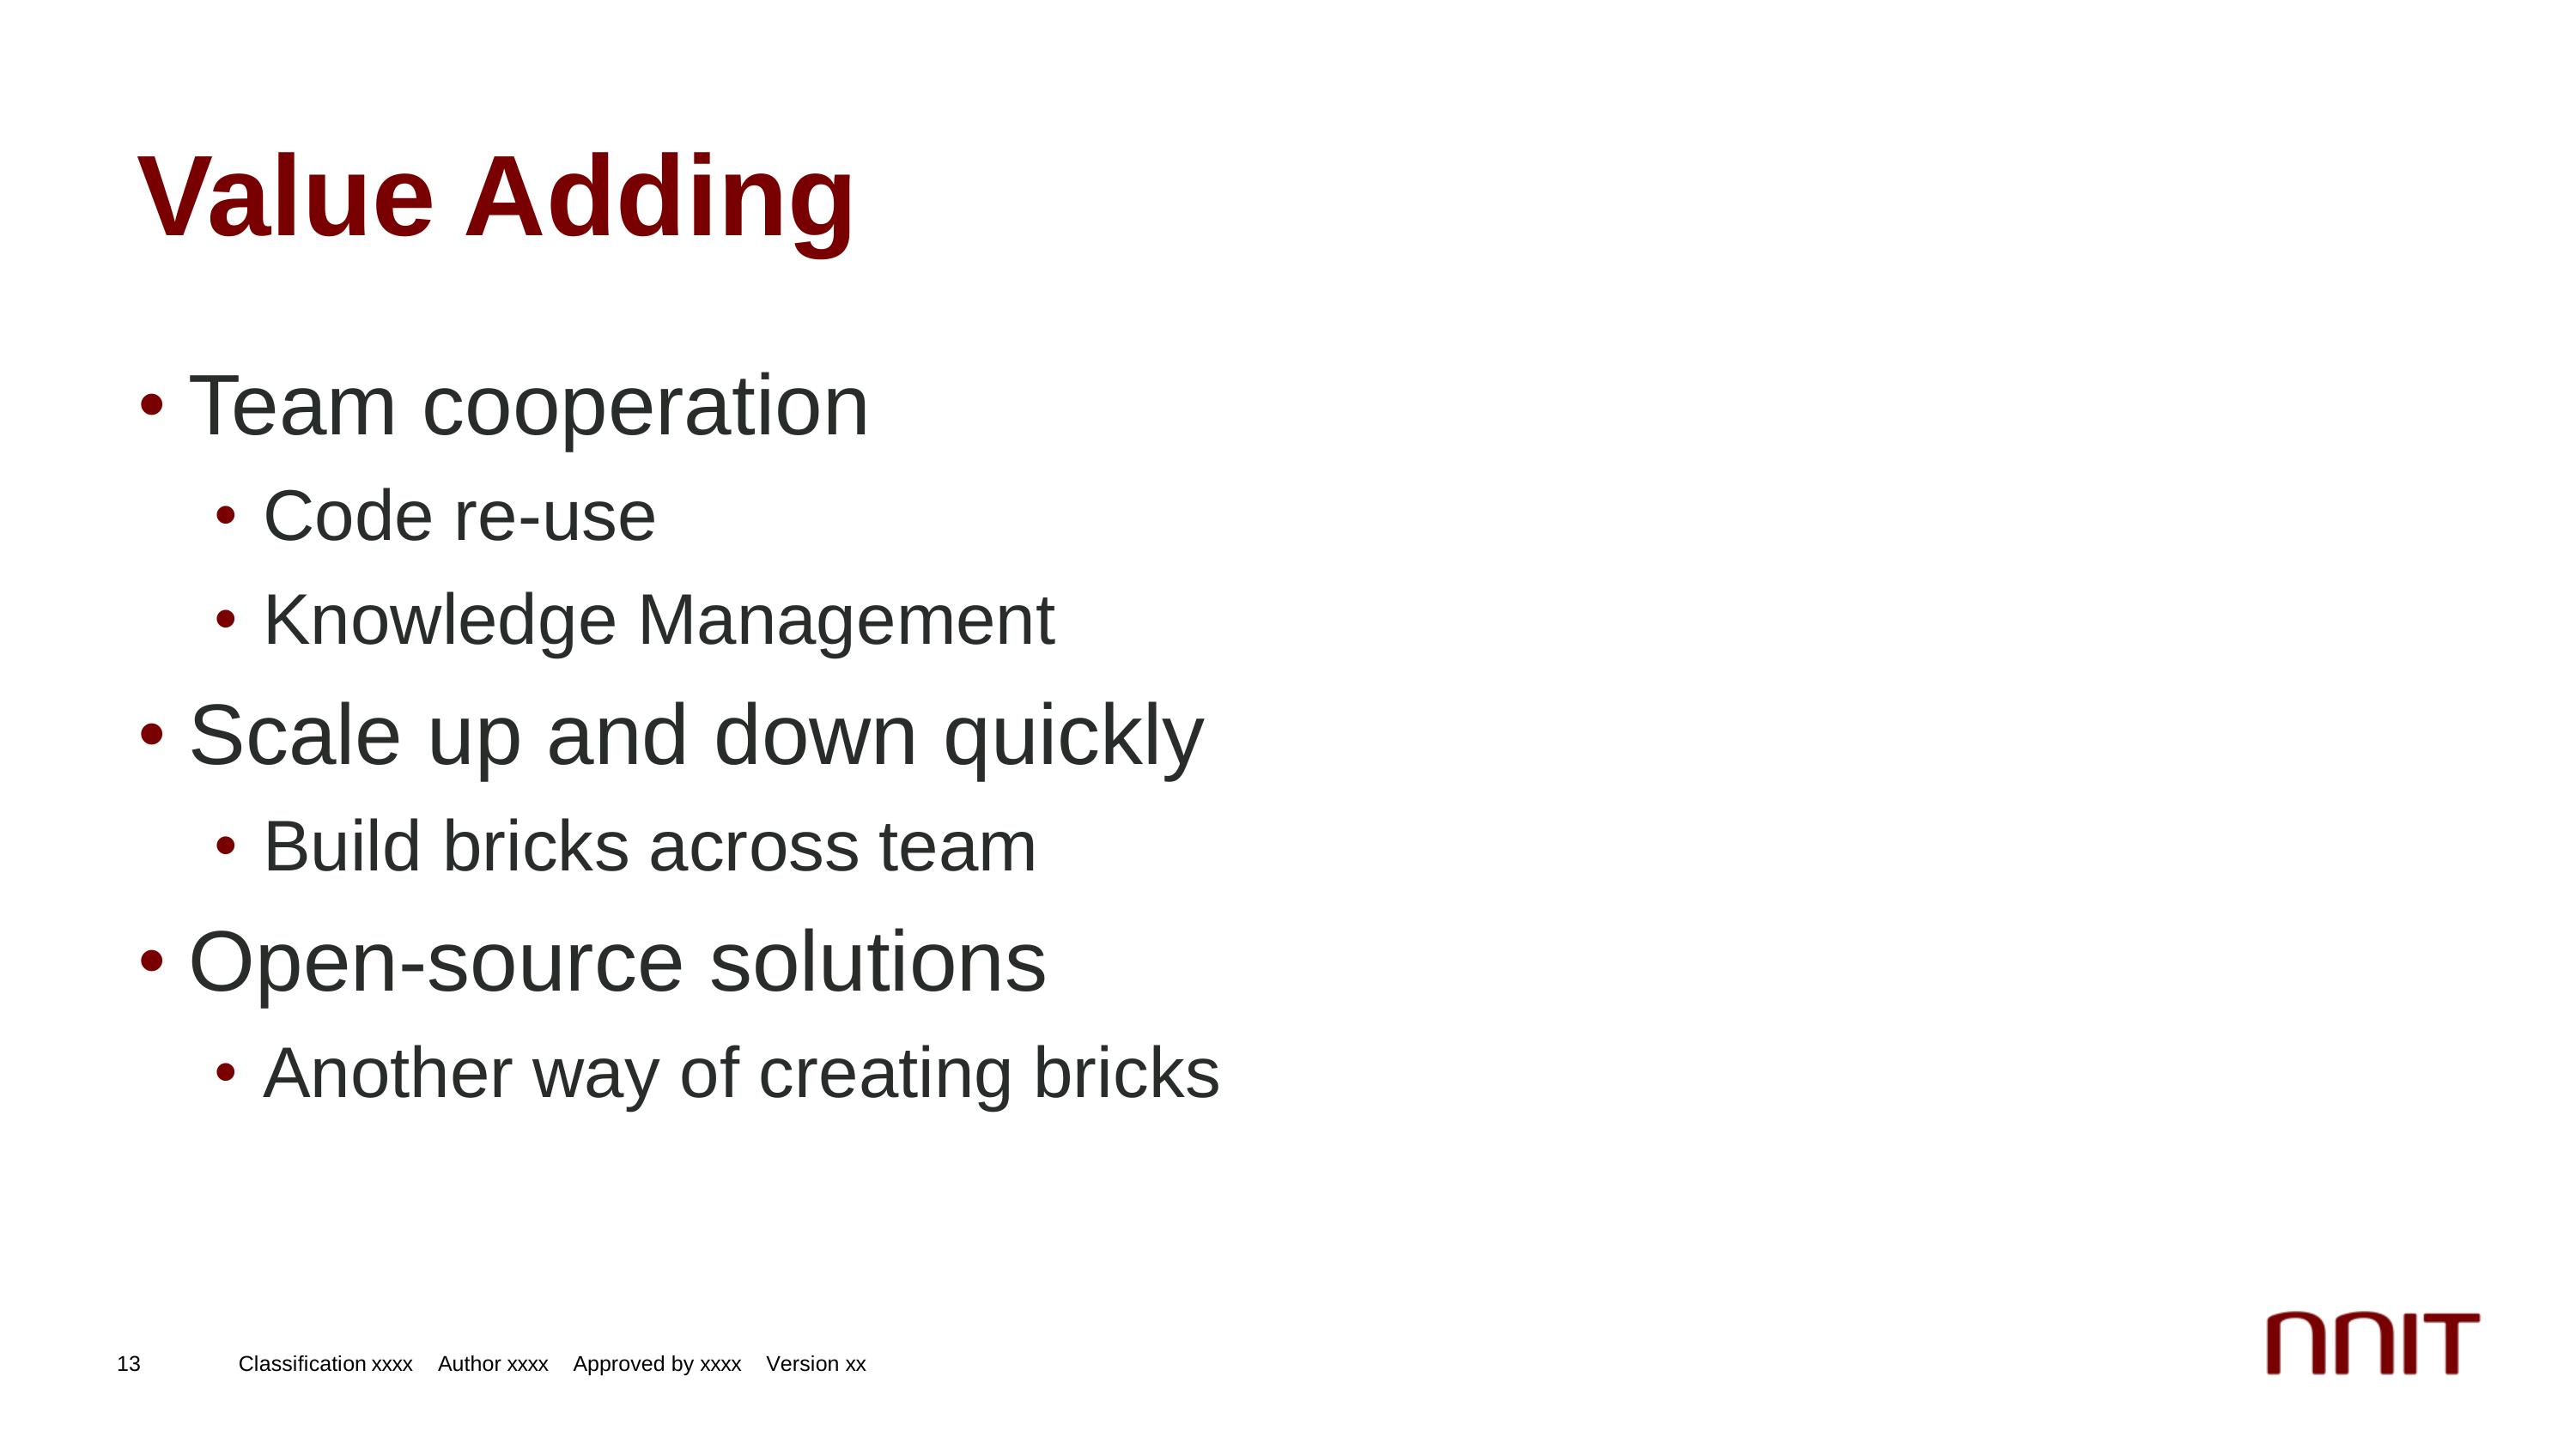 Value Adding
• Team cooperation
• Code re-use
• Knowledge Management
• Scale up and down quickly
• Build bricks across team
• Open-source solutions
• Another way of creating bricks
13 Classification xxxx Author xxxx Approved by xxxx Version xx
nnIT